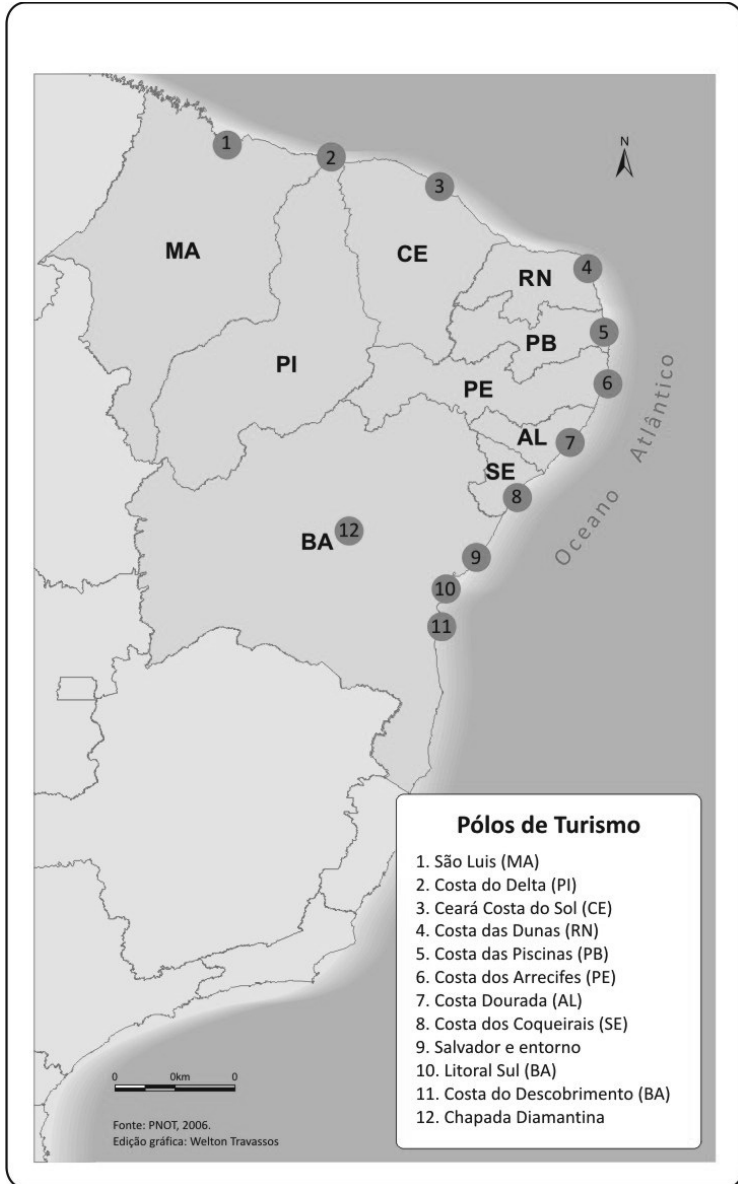 N
1
2
3
MA
CE
4
RN
5
PB
PI
6
PE
Oceano Atlântico
AL
7
SE
8
12
BA
9
10
11
Pólos de Turismo
1. São Luis (MA)
2. Costa do Delta (PI)
3. Ceará Costa do Sol (CE)
4. Costa das Dunas (RN)
5. Costa das Piscinas (PB)
6. Costa dos Arrecifes (PE)
7. Costa Dourada (AL)
8. Costa dos Coqueirais (SE)
9. Salvador e entorno
10. Litoral Sul (BA)
11. Costa do Descobrimento (BA)
12. Chapada Diamantina
0 0km 0
Fonte: PNOT, 2006.
Edição gráfica: Welton Travassos